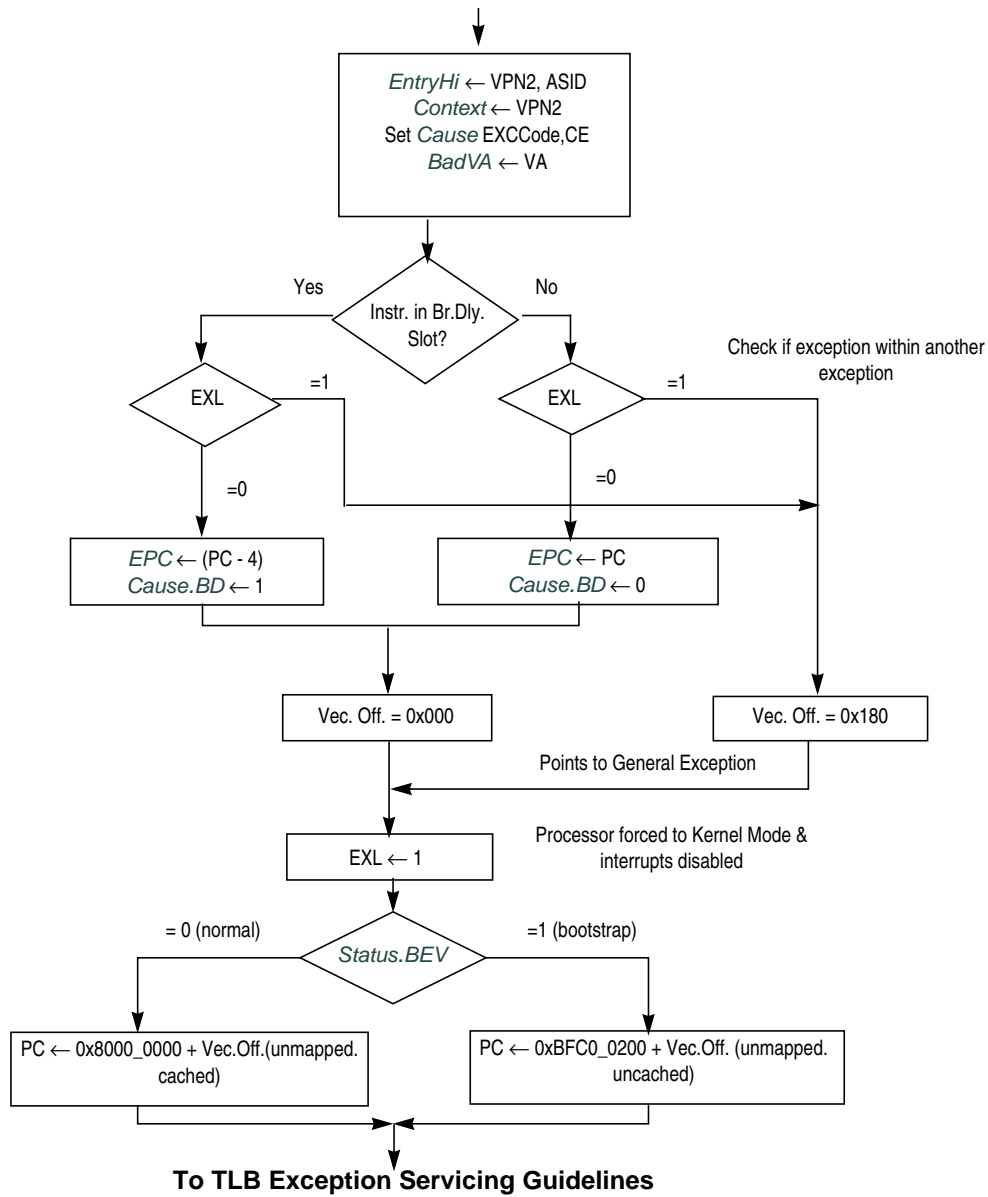 EntryHi ← VPN2, ASID
Context ← VPN2
Set Cause EXCCode,CE
BadVA ← VA
Yes
No
Instr. in Br.Dly.
Slot?
Check if exception within another
exception
EXL
=1
EXL
=1
=0
=0
EPC ← (PC - 4)
Cause.BD ← 1
EPC ← PC
Cause.BD ← 0
Vec. Off. = 0x000
Vec. Off. = 0x180
Points to General Exception
EXL ← 1
Processor forced to Kernel Mode &
interrupts disabled
= 0 (normal)
=1 (bootstrap)
Status.BEV
PC ← 0x8000_0000 + Vec.Off.(unmapped.
cached)
PC ← 0xBFC0_0200 + Vec.Off. (unmapped.
uncached)
To TLB Exception Servicing Guidelines